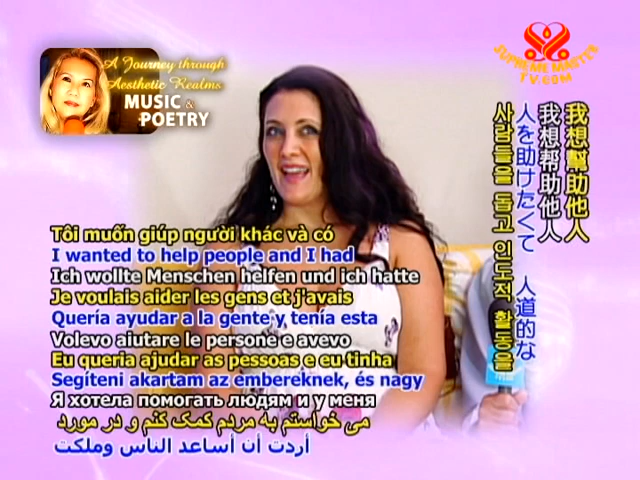 A Journey through
Aesthetic Realms
MUSIC &
POETRY
SUPREME MASTER
TV.COM
我想幫助他人
我想帮助他人
人を助けたくて 人道的な
사람들을 돕고 인도적 활동을
Tôi muốn giúp người khác và có
I wanted to help people and I had
Ich wollte Menschen helfen und ich hatte
Je voulais aider les gens et j'avais
Quería ayudar a la gente y tenía esta
Volevo aiutare le persone e avevo
Eu queria ajudar as pessoas e eu tinha
Segíteni akartam az embereknek, és nagy
Я хотела помогать людям и у меня
می خواستم به مردم کمک کنم و در مورد
أردت أن أساعد الناس وملكت